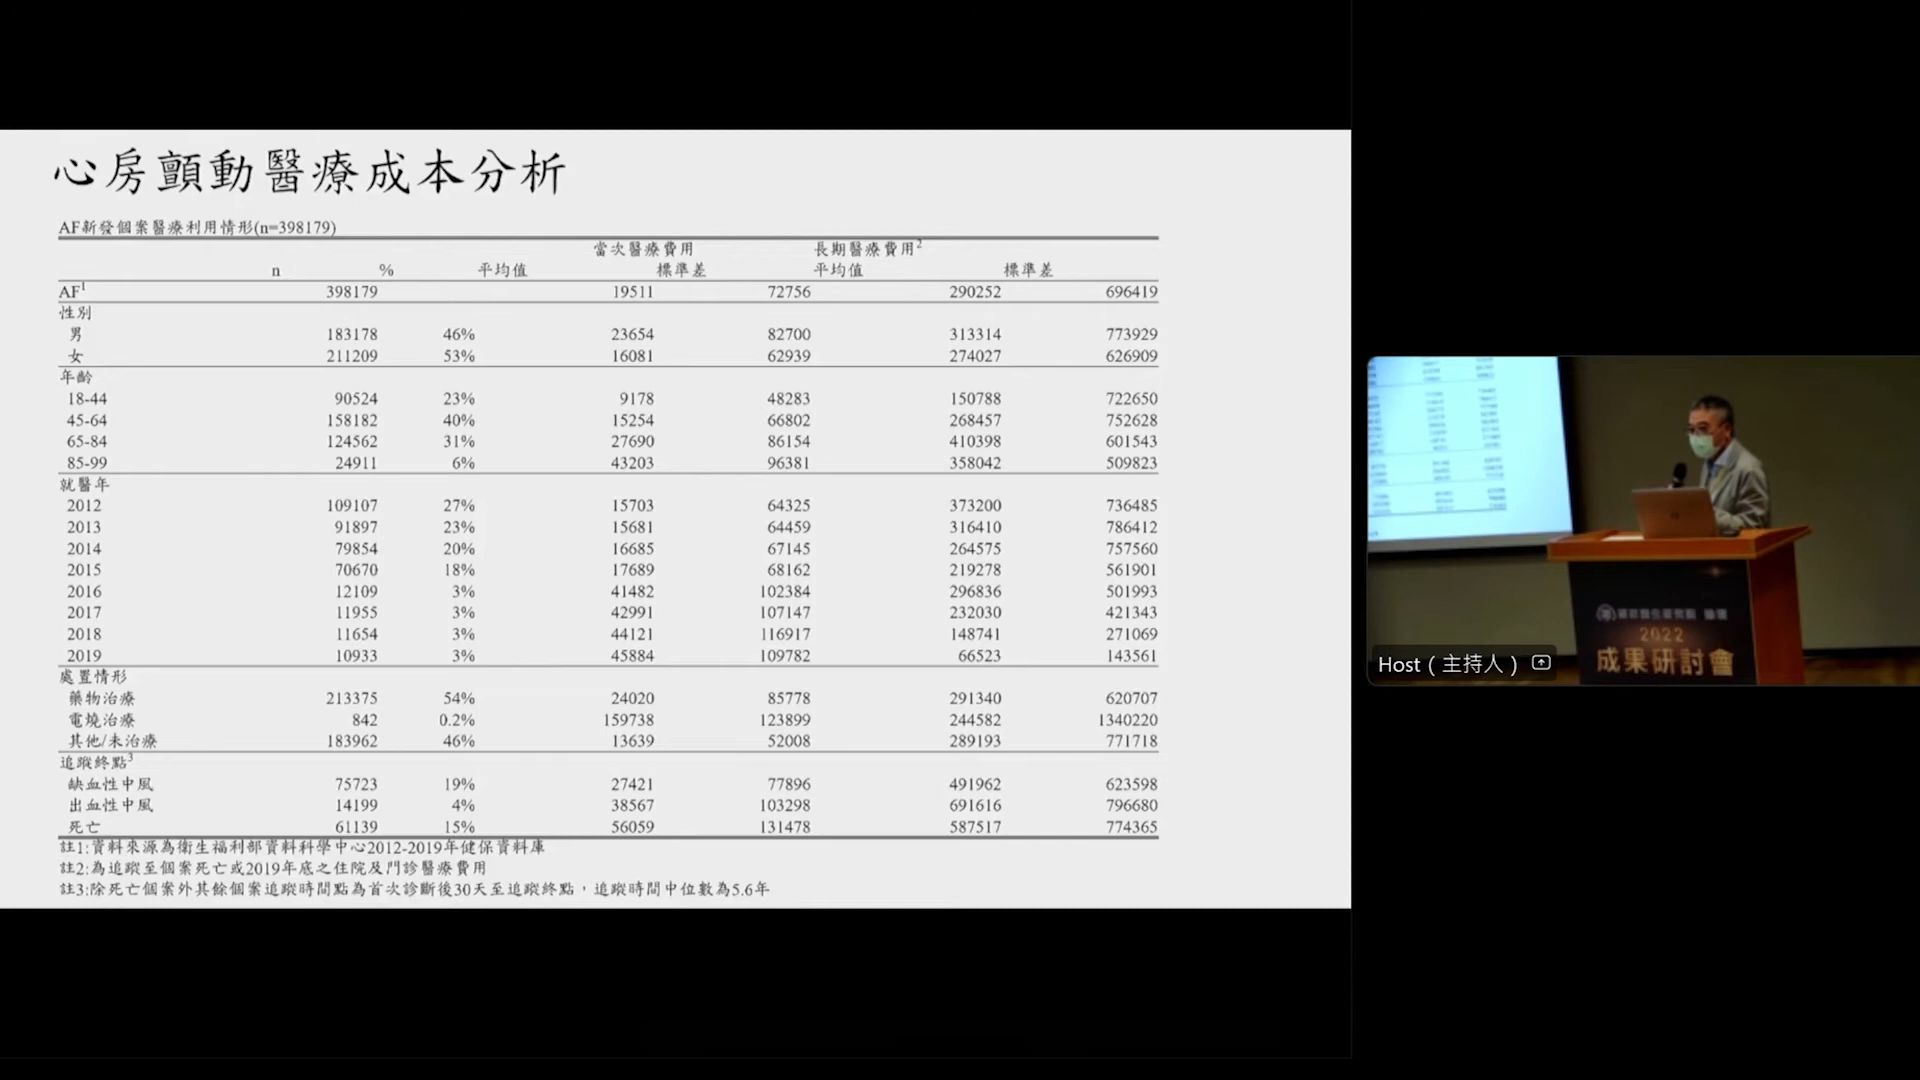 心房顫動醫療成本分析
AF新發個案醫療利用情形(n=398179)
當次醫療費用 長期醫療費用2
n % 平均值 標準差 平均值 標準差
AF1 398179 19511 72756 290252 696419
性別
男 183178 46% 23654 82700 313314 773929
女 211209 53% 16081 62939 274027 626909
年齡
18-44 90524 23% 9178 48283 150788 722650
45-64 158182 40% 15254 66802 268457 752628
65-84 124562 31% 27690 86154 410398 601543
85-99 24911 6% 43203 96381 358042 509823
就醫年
2012 109107 27% 15703 64325 373200 736485
2013 91897 23% 15681 64459 316410 786412
2014 79854 20% 16685 67145 264575 757560
2015 70670 18% 17689 68162 219278 561901
2016 12109 3% 41482 102384 296836 501993
2017 11955 3% 42991 107147 232030 421343
2018 11654 3% 44121 116917 148741 271069
2019 10933 3% 45884 109782 66523 143561
處置情形
藥物治療 213375 54% 24020 85778 291340 620707
電燒治療 842 0.2% 159738 123899 244582 1340220
其他/未治療 183962 46% 13639 52008 289193 771718
追蹤終點3
缺血性中風 75723 19% 27421 77896 491962 623598
出血性中風 14199 4% 38567 103298 691616 796680
死亡 61139 15% 56059 131478 587517 774365
註1:資料來源為衛生福利部資料科學中心2012-2019年健保資料庫
註2:為追蹤至個案死亡或2019年底之住院及門診醫療費用
註3:除死亡個案外其餘個案追蹤時間點為首次診斷後30天至追蹤終點，追蹤時間中位數為5.6年
2022
成果研討會
Host ( 主持人 )